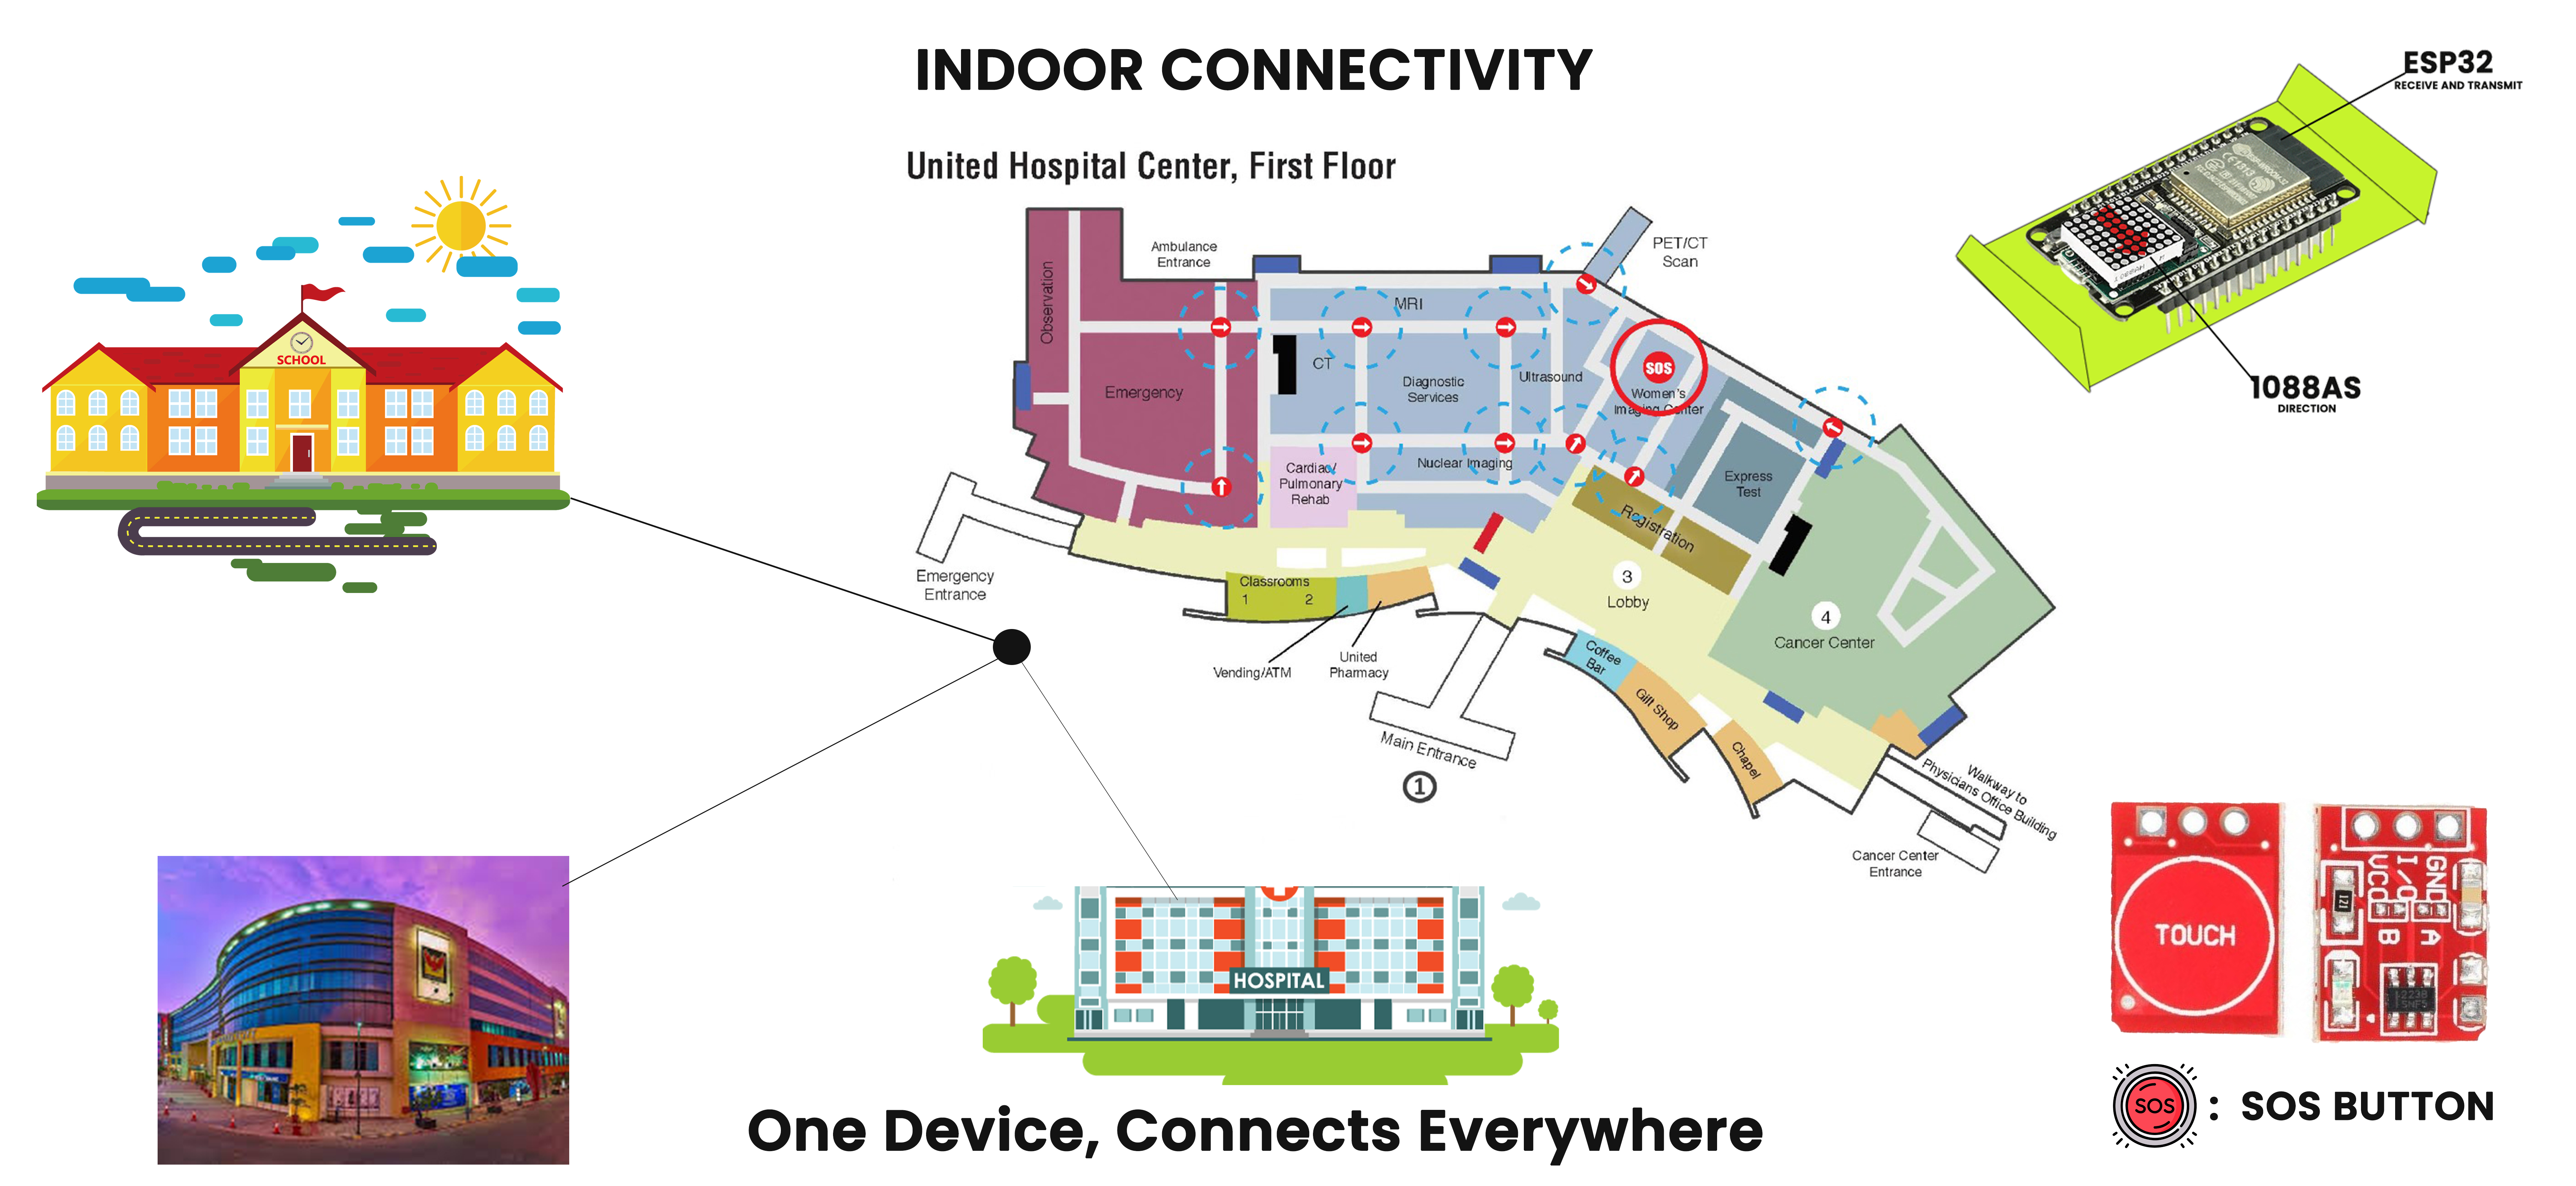 INDOOR CONNECTIVITY
United Hospital Center, First Floor
ESP32
RECEIVE AND TRANSMIT
1088AS
DIRECTION
SCHOOL
Observation
Ambulance
Entrance
Emergency
MRI
CT
Diagnostic
Services
Ultrasound
PET/CT
Scan
SOS
Women's
Imaging Center
Cardiac/
Pulmonary
Rehab
Nuclear Imaging
Express
Test
Registration
Emergency
Entrance
Classrooms
1 2
Vending/ATM
United
Pharmacy
3
Lobby
4
Cancer Center
Coffee
Bar
Gift Shop
Chapel
Main Entrance
1
Walkway to
Physicians Office Building
Cancer Center
Entrance
HOSPITAL
TOUCH
GND
I/O
VCC
A
B
121
SOS
: SOS BUTTON
One Device, Connects Everywhere